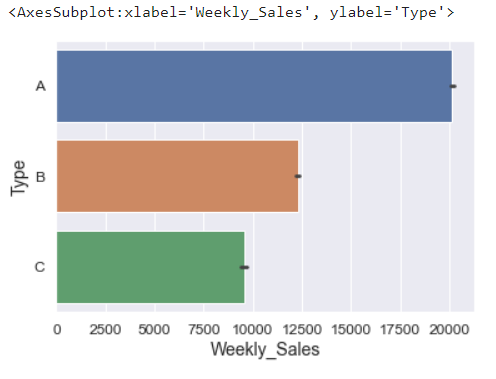 <AxesSubplot:xlabel='Weekly_Sales', ylabel='Type'>
A
B
C
Type
0 2500 5000 7500 10000 12500 15000 17500 20000
Weekly_Sales